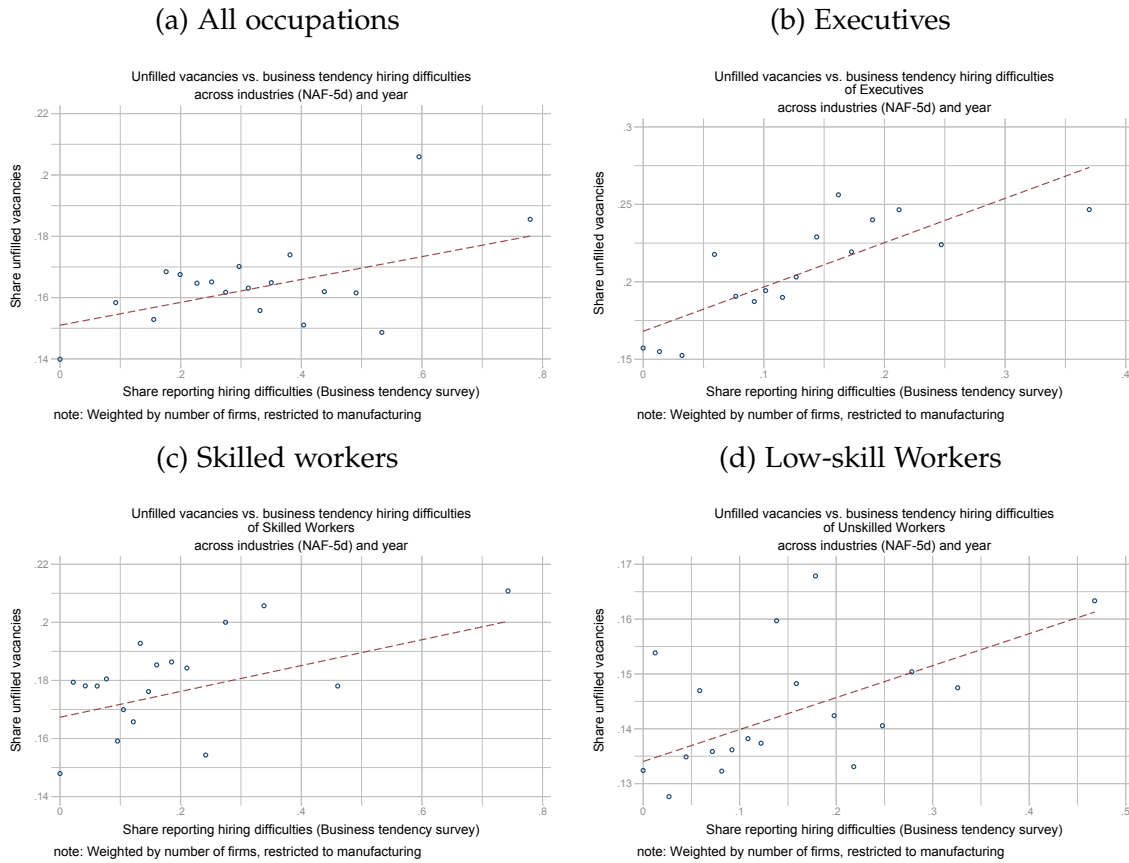 (a) All occupations
Unfilled vacancies vs. business tendency hiring difficulties
across industries (NAF-5d) and year
Share unfilled vacancies
.22
.2
.18
.16
.14
0
.2
.4
.6
.8
Share reporting hiring difficulties (Business tendency survey)
note: Weighted by number of firms, restricted to manufacturing
(b) Executives
Unfilled vacancies vs. business tendency hiring difficulties
of Executives
across industries (NAF-5d) and year
Share unfilled vacancies
.3
.25
.2
.15
0
.1
.2
.3
.4
Share reporting hiring difficulties (Business tendency survey)
note: Weighted by number of firms, restricted to manufacturing
(c) Skilled workers
Unfilled vacancies vs. business tendency hiring difficulties
of Skilled Workers
across industries (NAF-5d) and year
Share unfilled vacancies
.22
.2
.18
.16
.14
0
.2
.4
.6
.8
Share reporting hiring difficulties (Business tendency survey)
note: Weighted by number of firms, restricted to manufacturing
(d) Low-skill Workers
Unfilled vacancies vs. business tendency hiring difficulties
of Unskilled Workers
across industries (NAF-5d) and year
Share unfilled vacancies
.17
.16
.15
.14
.13
0
.1
.2
.3
.4
.5
Share reporting hiring difficulties (Business tendency survey)
note: Weighted by number of firms, restricted to manufacturing